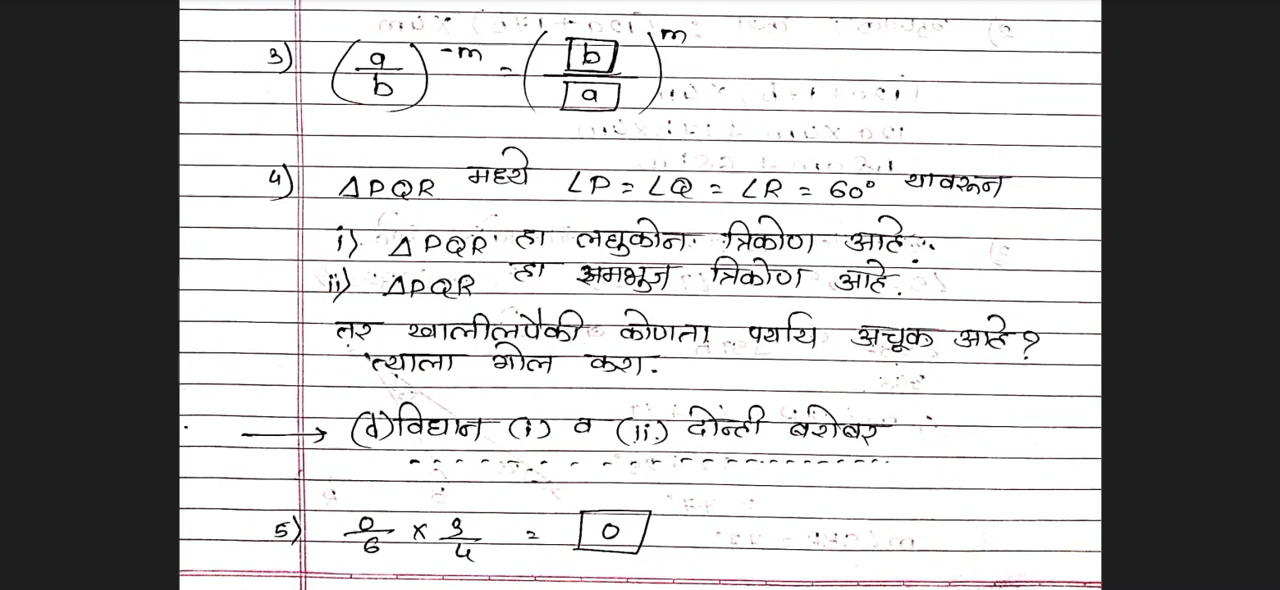 3) (a/b)^-m = (b/a)^m
4) ΔPQR मध्ये ∠P = ∠Q = ∠R = 60° यावरून
i) ΔPQR हा लघुकोन त्रिकोण आहे.
ii) ΔPQR हा समभूज त्रिकोण आहे.
तर खालीलपैकी कोणता पर्याय अचूक आहे?
त्याला गोल करा.
→ (d) विधान (i) व (ii) दोन्ही बरोबर
5) 0/6 × 3/4 = 0